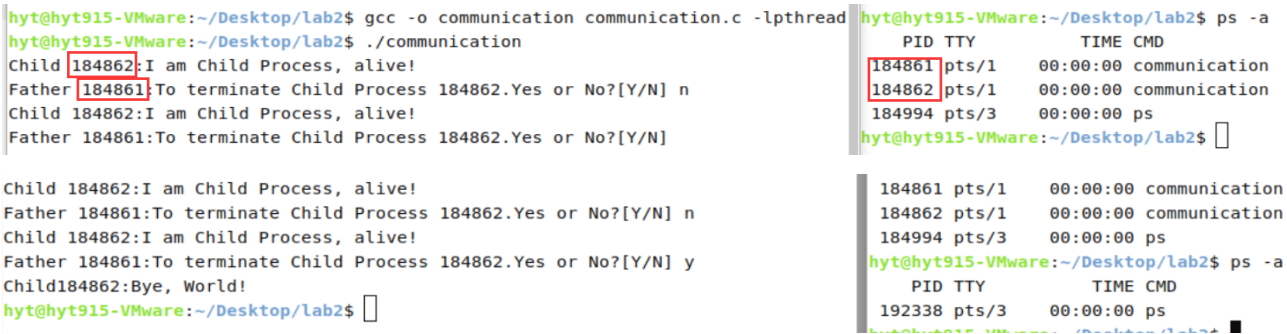 hyt@hyt915-VMware:~/Desktop/lab2$ gcc -o communication communication.c -lpthread
hyt@hyt915-VMware:~/Desktop/lab2$ ./communication
Child 184862:I am Child Process, alive!
Father 184861:To terminate Child Process 184862.Yes or No?[Y/N] n
Child 184862:I am Child Process, alive!
Father 184861:To terminate Child Process 184862.Yes or No?[Y/N]
hyt@hyt915-VMware:~/Desktop/lab2$ ps -a
PID TTY TIME CMD
184861 pts/1 00:00:00 communication
184862 pts/1 00:00:00 communication
184994 pts/3 00:00:00 ps
hyt@hyt915-VMware:~/Desktop/lab2$
Child 184862:I am Child Process, alive!
Father 184861:To terminate Child Process 184862.Yes or No?[Y/N] n
Child 184862:I am Child Process, alive!
Father 184861:To terminate Child Process 184862.Yes or No?[Y/N] y
Child184862:Bye, World!
hyt@hyt915-VMware:~/Desktop/lab2$
184861 pts/1 00:00:00 communication
184862 pts/1 00:00:00 communication
184994 pts/3 00:00:00 ps
hyt@hyt915-VMware:~/Desktop/lab2$ ps -a
PID TTY TIME CMD
192338 pts/3 00:00:00 ps